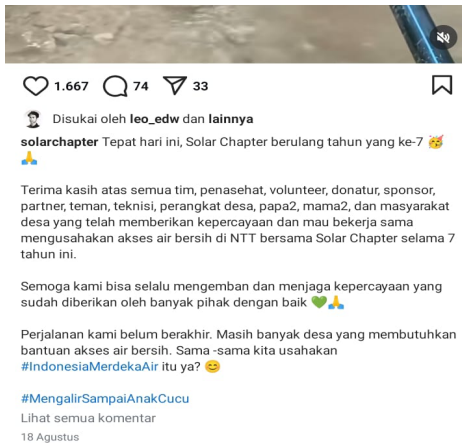 1.667 74 33
Disukai oleh leo_edw dan lainnya
solarchapter Tepat hari ini, Solar Chapter berulang tahun yang ke-7 🥳
🙏
Terima kasih atas semua tim, penasehat, volunteer, donatur, sponsor,
partner, teman, teknisi, perangkat desa, papa2, mama2, dan masyarakat
desa yang telah memberikan kepercayaan dan mau bekerja sama
mengusahakan akses air bersih di NTT bersama Solar Chapter selama 7
tahun ini.
Semoga kami bisa selalu mengemban dan menjaga kepercayaan yang
sudah diberikan oleh banyak pihak dengan baik 💚🙏
Perjalanan kami belum berakhir. Masih banyak desa yang membutuhkan
bantuan akses air bersih. Sama -sama kita usahakan
#IndonesiaMerdekaAir itu ya? 😊
#MengalirSampaiAnakCucu
Lihat semua komentar
18 Agustus